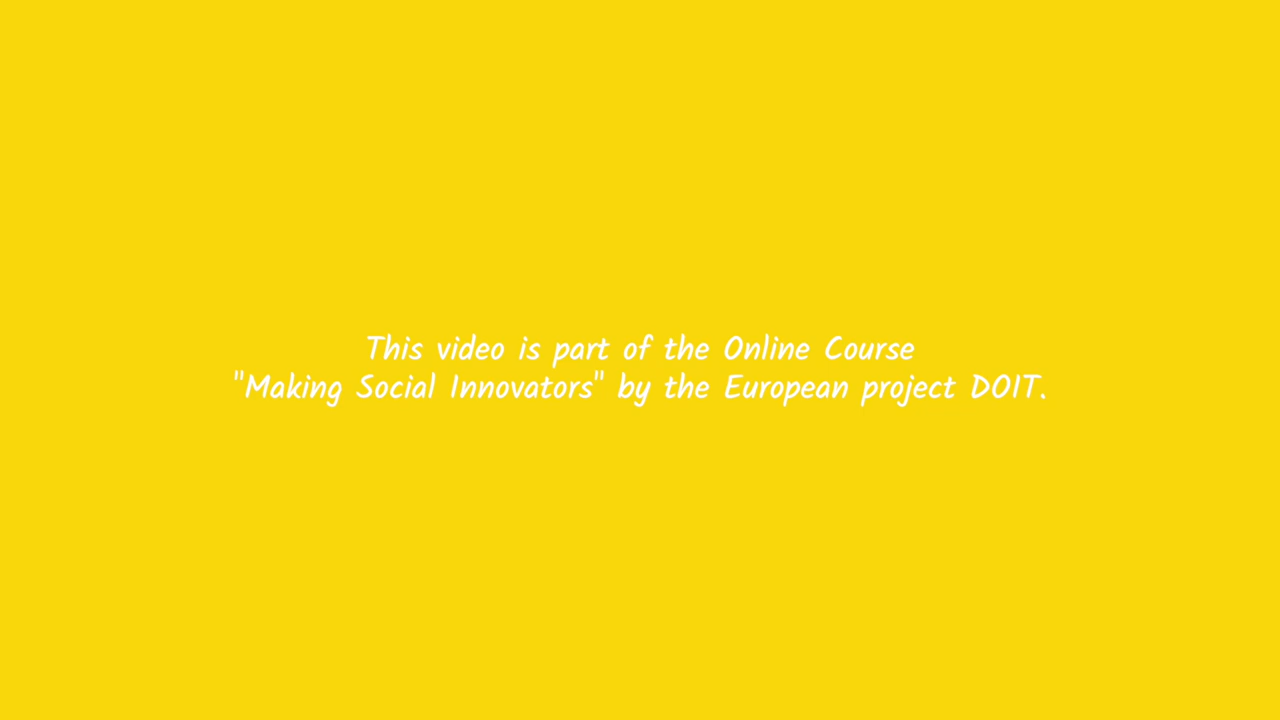 This video is part of the Online Course
"Making Social Innovators" by the European project DOIT.